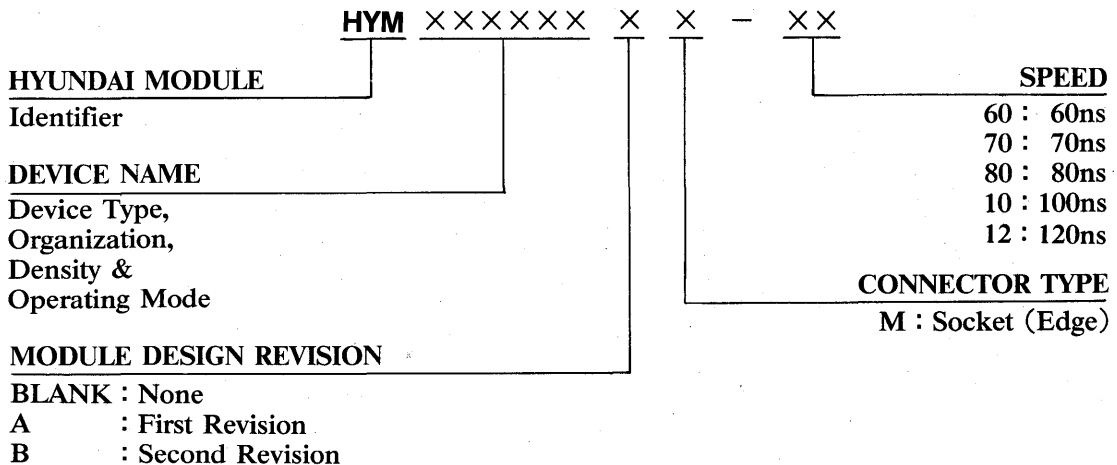 HYM ×××××× × × - ××
HYUNDAI MODULE
Identifier
DEVICE NAME
Device Type,
Organization,
Density &
Operating Mode
MODULE DESIGN REVISION
BLANK : None
A : First Revision
B : Second Revision
SPEED
60 : 60ns
70 : 70ns
80 : 80ns
10 : 100ns
12 : 120ns
CONNECTOR TYPE
M : Socket (Edge)